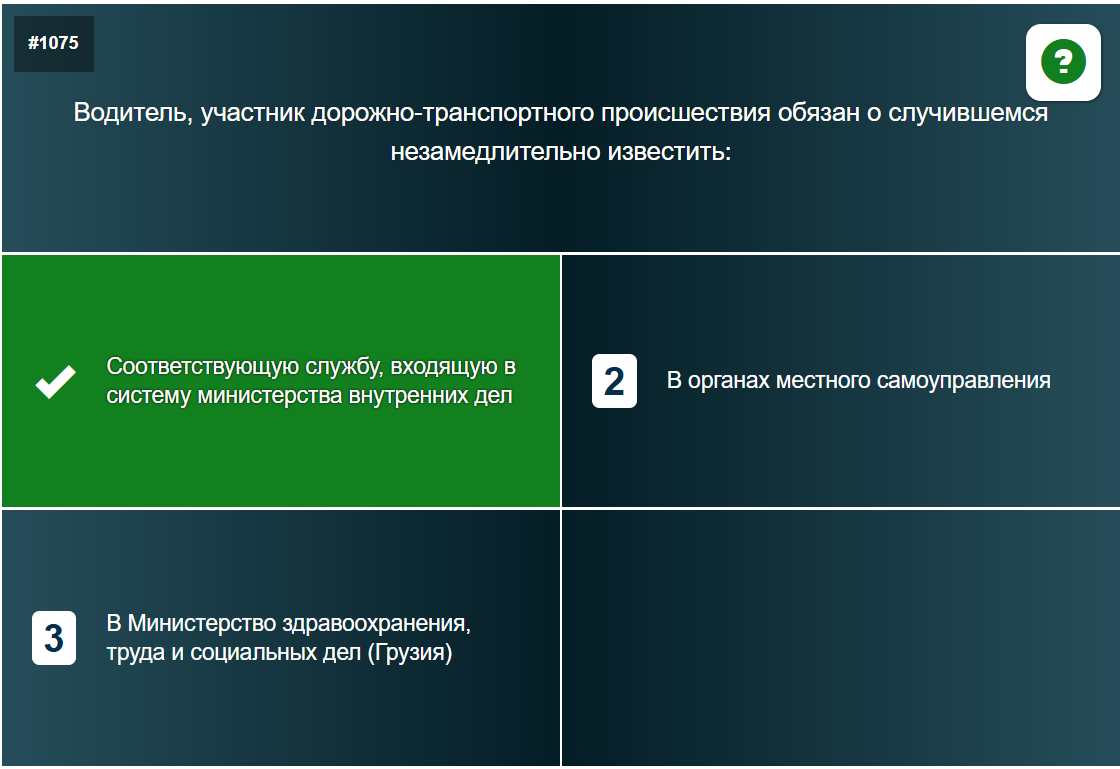 #1075
?
Водитель, участник дорожно-транспортного происшествия обязан о случившемся
незамедлительно известить:
Соответствующую службу, входящую в
систему министерства внутренних дел
2
В органах местного самоуправления
3
В Министерство здравоохранения,
труда и социальных дел (Грузия)